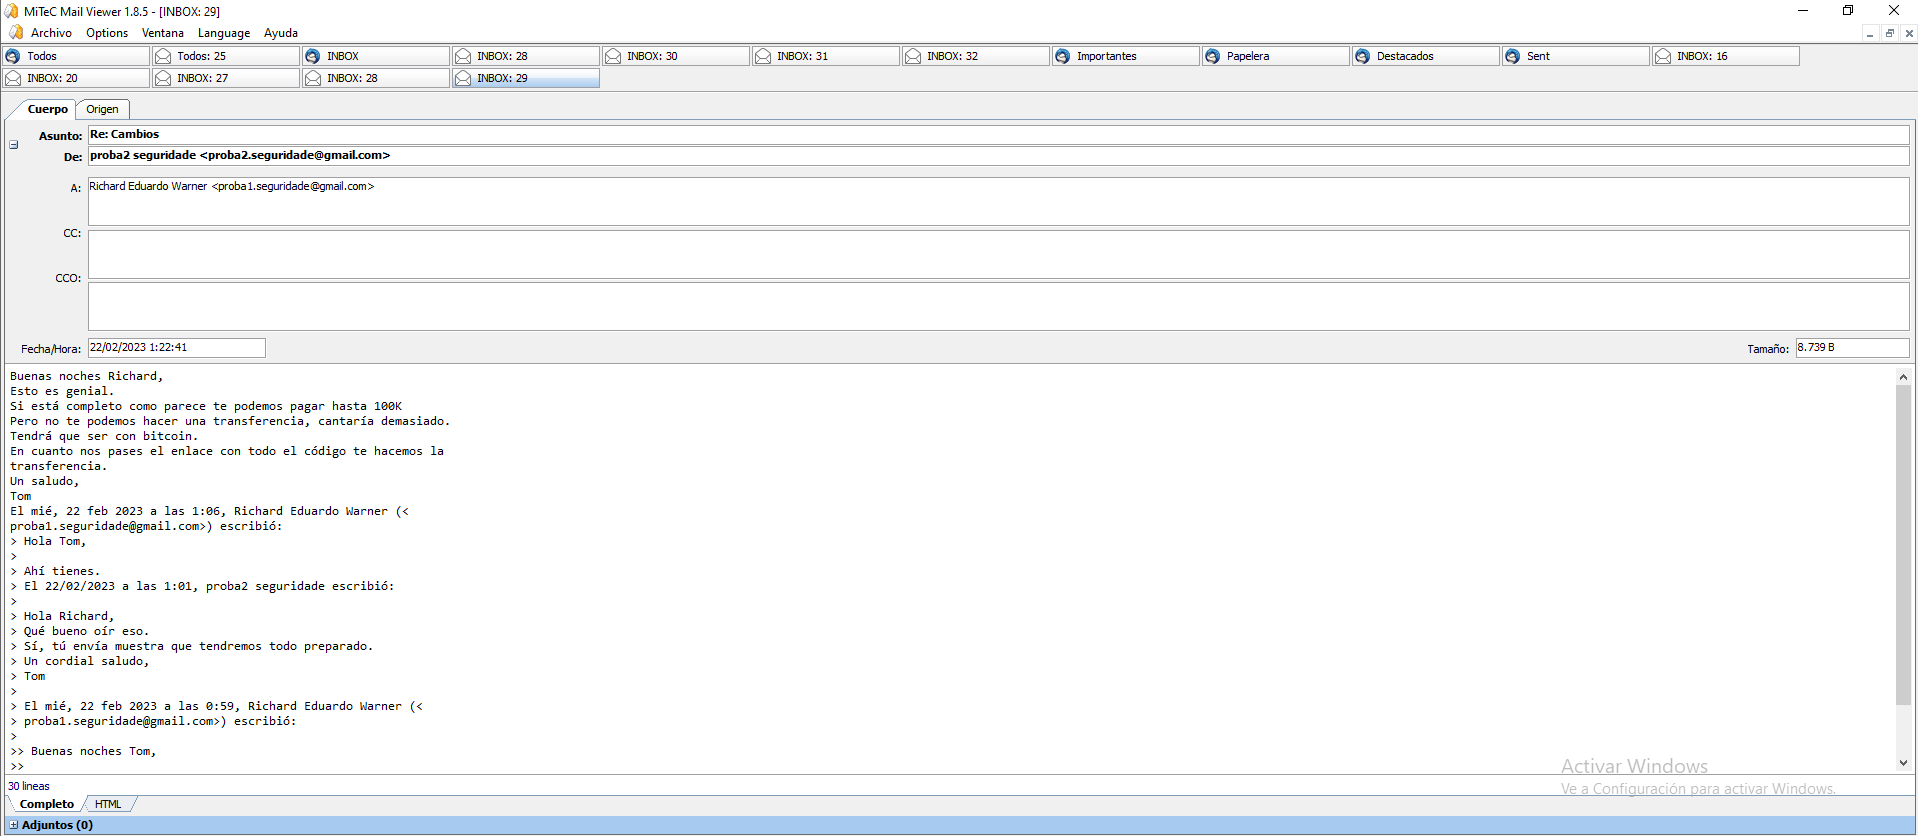 MiTeC Mail Viewer 1.8.5 - [INBOX: 29]
Archivo Options Ventana Language Ayuda
Todos Todos: 25 INBOX INBOX: 28 INBOX: 30 INBOX: 31 INBOX: 32 Importantes Papelera Destacados Sent INBOX: 16
INBOX: 20 INBOX: 27 INBOX: 28 INBOX: 29
Cuerpo Origen
Asunto: Re: Cambios
De: proba2 seguridade <proba2.seguridade@gmail.com>
A: Richard Eduardo Warner <proba1.seguridade@gmail.com>
CC:
CCO:
Fecha/Hora: 22/02/2023 1:22:41 Tamaño: 8.739 B
Buenas noches Richard,
Esto es genial.
Si está completo como parece te podemos pagar hasta 100K
Pero no te podemos hacer una transferencia, cantaría demasiado.
Tendrá que ser con bitcoin.
En cuanto nos pases el enlace con todo el código te hacemos la
transferencia.
Un saludo,
Tom
El mié, 22 feb 2023 a las 1:06, Richard Eduardo Warner (<
proba1.seguridade@gmail.com>) escribió:
> Hola Tom,
>
> Ahí tienes.
> El 22/02/2023 a las 1:01, proba2 seguridade escribió:
>
> Hola Richard,
> Qué bueno oír eso.
> Sí, tú envía muestra que tendremos todo preparado.
> Un cordial saludo,
> Tom
>
> El mié, 22 feb 2023 a las 0:59, Richard Eduardo Warner (<
> proba1.seguridade@gmail.com>) escribió:
>
>> Buenas noches Tom,
>>
Activar Windows
Ve a Configuración para activar Windows.
30 lineas
Completo HTML
Adjuntos (0)